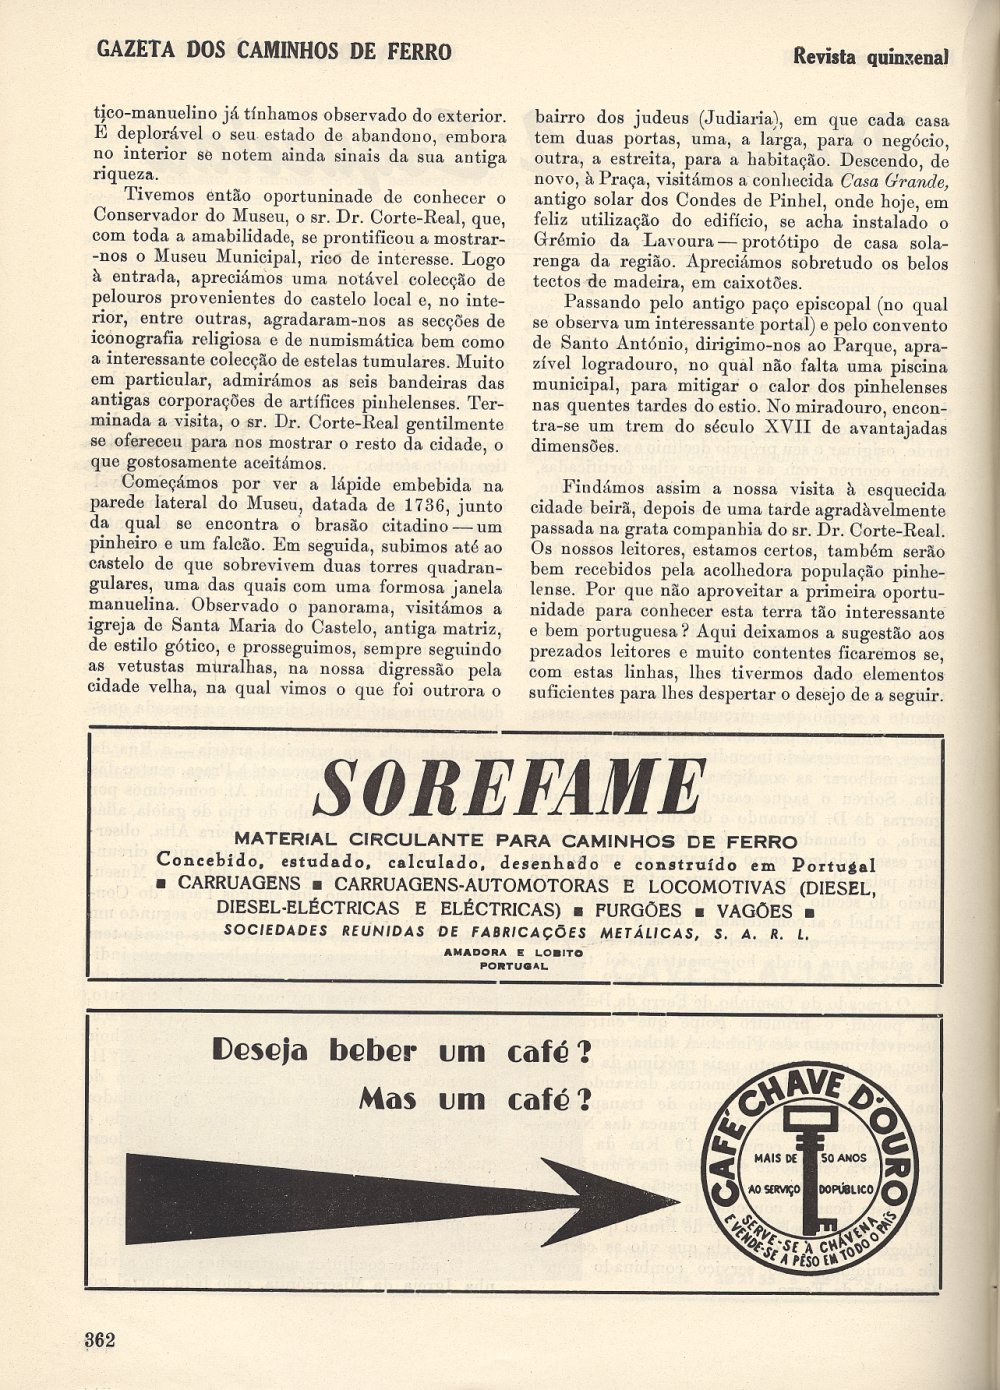 GAZETA DOS CAMINHOS DE FERRO
Revista quinzenal
tico-manuelino já tínhamos observado do exterior.
É deplorável o seu estado de abandono, embora
no interior se notem ainda sinais da sua antiga
riqueza.
Tivemos então oportuninade de conhecer o
Conservador do Museu, o sr. Dr. Corte-Real, que,
com toda a amabilidade, se prontificou a mostrar-
-nos o Museu Municipal, rico de interesse. Logo
à entrada, apreciámos uma notável colecção de
pelouros provenientes do castelo local e, no inte-
rior, entre outras, agradaram-nos as secções de
iconografia religiosa e de numismática bem como
a interessante colecção de estelas tumulares. Muito
em particular, admirámos as seis bandeiras das
antigas corporações de artífices pinhelenses. Ter-
minada a visita, o sr. Dr. Corte-Real gentilmente
se ofereceu para nos mostrar o resto da cidade, o
que gostosamente aceitámos.
Começámos por ver a lápide embebida na
parede lateral do Museu, datada de 1736, junto
da qual se encontra o brasão citadino — um
pinheiro e um falcão. Em seguida, subimos até ao
castelo de que sobrevivem duas torres quadran-
gulares, uma das quais com uma formosa janela
manuelina. Observado o panorama, visitámos a
igreja de Santa Maria do Castelo, antiga matriz,
de estilo gótico, e prosseguimos, sempre seguindo
as vetustas muralhas, na nossa digressão pela
cidade velha, na qual vimos o que foi outrora o
bairro dos judeus (Judiaria), em que cada casa
tem duas portas, uma, a larga, para o negócio,
outra, a estreita, para a habitação. Descendo, de
novo, à Praça, visitámos a conhecida Casa Grande,
antigo solar dos Condes de Pinhel, onde hoje, em
feliz utilização do edifício, se acha instalado o
Grémio da Lavoura — protótipo de casa sola-
renga da região. Apreciámos sobretudo os belos
tectos de madeira, em caixotões.
Passando pelo antigo paço episcopal (no qual
se observa um interessante portal) e pelo convento
de Santo António, dirigimo-nos ao Parque, apra-
zível logradouro, no qual não falta uma piscina
municipal, para mitigar o calor dos pinhelenses
nas quentes tardes do estio. No miradouro, encon-
tra-se um trem do século XVII de avantajadas
dimensões.
Findámos assim a nossa visita à esquecida
cidade beirã, depois de uma tarde agradàvelmente
passada na grata companhia do sr. Dr. Corte-Real.
Os nossos leitores, estamos certos, também serão
bem recebidos pela acolhedora população pinhe-
lense. Por que não aproveitar a primeira oportu-
nidade para conhecer esta terra tão interessante
e bem portuguesa? Aqui deixamos a sugestão aos
prezados leitores e muito contentes ficaremos se,
com estas linhas, lhes tivermos dado elementos
suficientes para lhes despertar o desejo de a seguir.
SOREFAME
MATERIAL CIRCULANTE PARA CAMINHOS DE FERRO
Concebido, estudado, calculado, desenhado e construído em Portugal
■ CARRUAGENS ■ CARRUAGENS-AUTOMOTORAS E LOCOMOTIVAS (DIESEL,
DIESEL-ELÉCTRICAS E ELÉCTRICAS) ■ FURGÕES ■ VAGÕES ■
SOCIEDADES REUNIDAS DE FABRICAÇÕES METÁLICAS, S. A. R. L.
AMADORA E LOBITO
PORTUGAL
Deseja beber um café?
Mas um café?
CAFÉ CHAVE D'OURO
MAIS DE 50 ANOS
AO SERVIÇO DO PÚBLICO
SERVE-SE À CHÁVENA
E VENDE-SE A PÊSO EM TODO O PAÍS
362